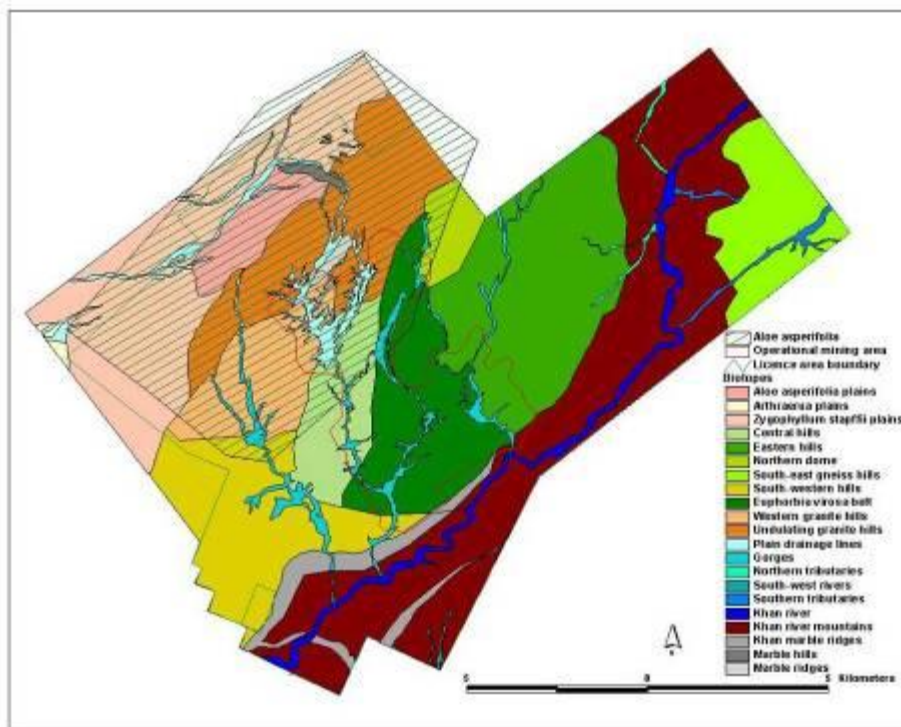 Aloe asperifolia
Operational mining area
Licence area boundary
Biotopes
Aloe asperifolia plains
Arthraerua plains
Zygophyllum stapffii plains
Central hills
Eastern hills
Northern dome
South-east gneiss hills
South-western hills
Euphorbia virosa belt
Western granite hills
Undulating granite hills
Plain drainage lines
Gorges
Northern tributaries
South-west rivers
Southern tributaries
Khan river
Khan river mountains
Khan marble ridges
Marble hills
Marble ridges
N
5 0 5 Kilometers